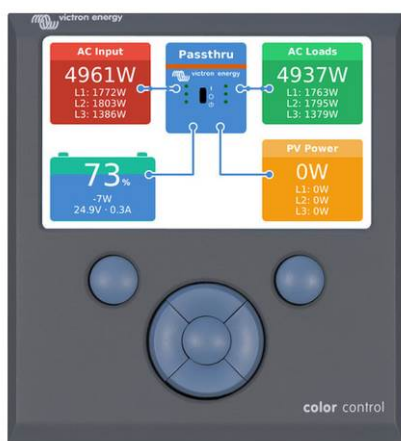 victron energy
AC Input
4961W
L1: 1772W
L2: 1803W
L3: 1386W
Passthru
victron energy
AC Loads
4937W
L1: 1763W
L2: 1795W
L3: 1379W
73%
-7W
24.9V · 0.3A
PV Power
0W
L1: 0W
L2: 0W
L3: 0W
color control